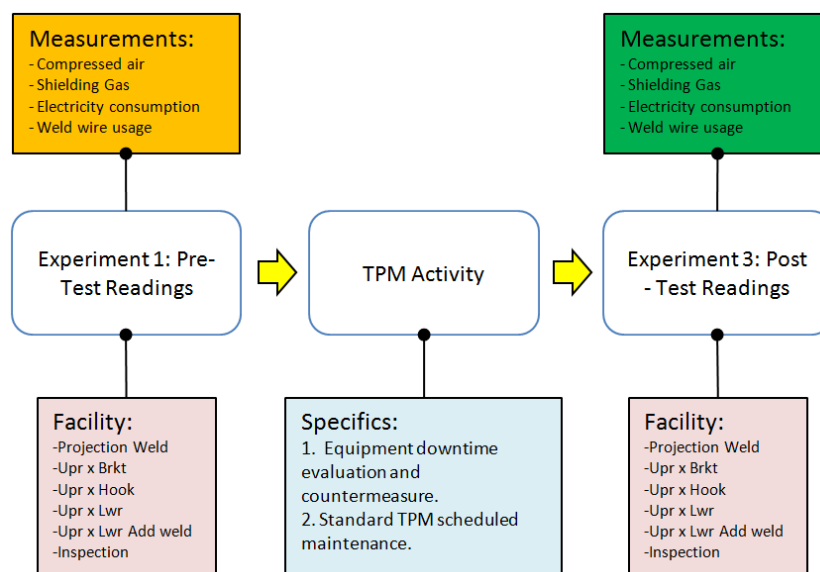 Measurements:
- Compressed air
- Shielding Gas
- Electricity consumption
- Weld wire usage
Measurements:
- Compressed air
- Shielding Gas
- Electricity consumption
- Weld wire usage
Experiment 1: Pre-
Test Readings
TPM Activity
Experiment 3: Post
- Test Readings
Facility:
-Projection Weld
-Upr x Brkt
-Upr x Hook
-Upr x Lwr
-Upr x Lwr Add weld
-Inspection
Specifics:
1. Equipment downtime
evaluation and
countermeasure.
2. Standard TPM scheduled
maintenance.
Facility:
-Projection Weld
-Upr x Brkt
-Upr x Hook
-Upr x Lwr
-Upr x Lwr Add weld
-Inspection